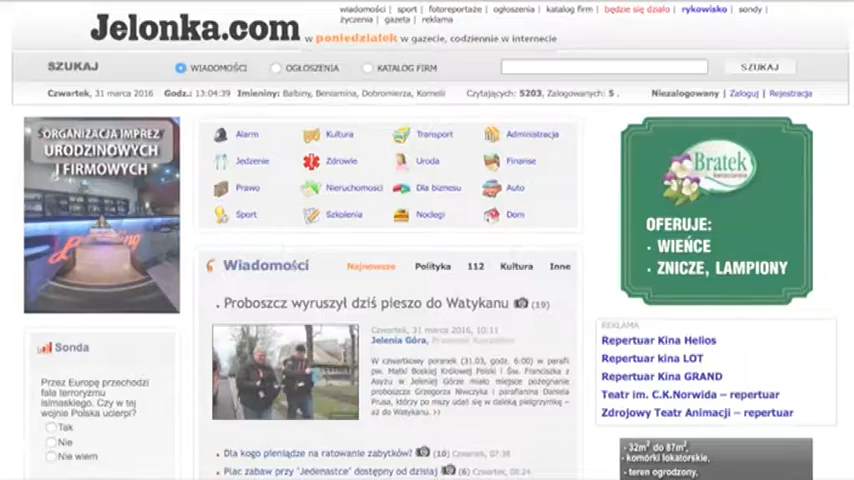 wiadomości | sport | fotoreportaże | ogłoszenia | katalog firm | będzie się działo | rykowisko | sondy |
życzenia | gazeta | reklama
Jelonka.com
w poniedziałek w gazecie, codziennie w internecie
SZUKAJ WIADOMOŚCI OGŁOSZENIA KATALOG FIRM SZUKAJ
Czwartek, 31 marca 2016 Godz.: 13:04:39 Imieniny: Balbiny, Beniamina, Dobromierza, Kornelii Czytających: 5203, Zalogowanych: 5. Niezalogowany | Zaloguj | Rejestracja
ORGANIZACJA IMPREZ
URODZINOWYCH
I FIRMOWYCH
Alarm Kultura Transport Administracja
Jedzenie Zdrowie Uroda Finanse
Prawo Nieruchomości Dla biznesu Auto
Sport Szkolenia Noclegi Dom
Bratek
OFERUJE:
· WIEŃCE
· ZNICZE, LAMPIONY
Wiadomości Najnowsze Polityka 112 Kultura Inne
Proboszcz wyruszył dziś pieszo do Watykanu (19)
Czwartek, 31 marca 2016, 10:11
Jelenia Góra,
W czwartkowy poranek (31.03, godz. 6:00) w parafii
pw. Matki Boskiej Królowej Polski i Św. Franciszka z
Asyżu w Jeleniej Górze miało miejsce pożegnanie
proboszcza Grzegorza Niwczyka i parafianina Daniela
Prusa, którzy po mszy udał się w daleką pielgrzymkę –
aż do Watykanu. >>
Dla kogo pieniądze na ratowanie zabytków? (10) Czwartek, 07:38
Plac zabaw przy "Jedenastce" dostępny od dzisiaj (6) Czwartek, 08:24
Sonda
Przez Europę przechodzi
fala terroryzmu
islmaskiego. Czy w tej
wojnie Polska ucierpi?
Tak
Nie
Nie wiem
REKLAMA
Repertuar Kina Helios
Repertuar kina LOT
Repertuar Kina GRAND
Teatr im. C.K.Norwida – repertuar
Zdrojowy Teatr Animacji – repertuar
- 32m² do 87m²,
- komórki lokatorskie,
- teren ogrodzony,